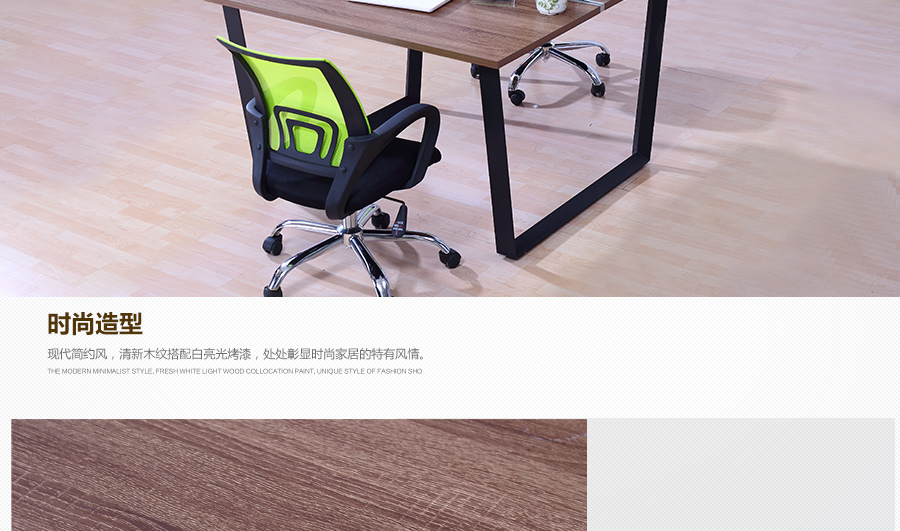 时尚造型
现代简约风，清新木纹搭配白亮光烤漆，处处彰显时尚家居的特有风情。
THE MODERN MINIMALIST STYLE, FRESH WHITE LIGHT WOOD COLLOCATION PAINT, UNIQUE STYLE OF FASHION SHO